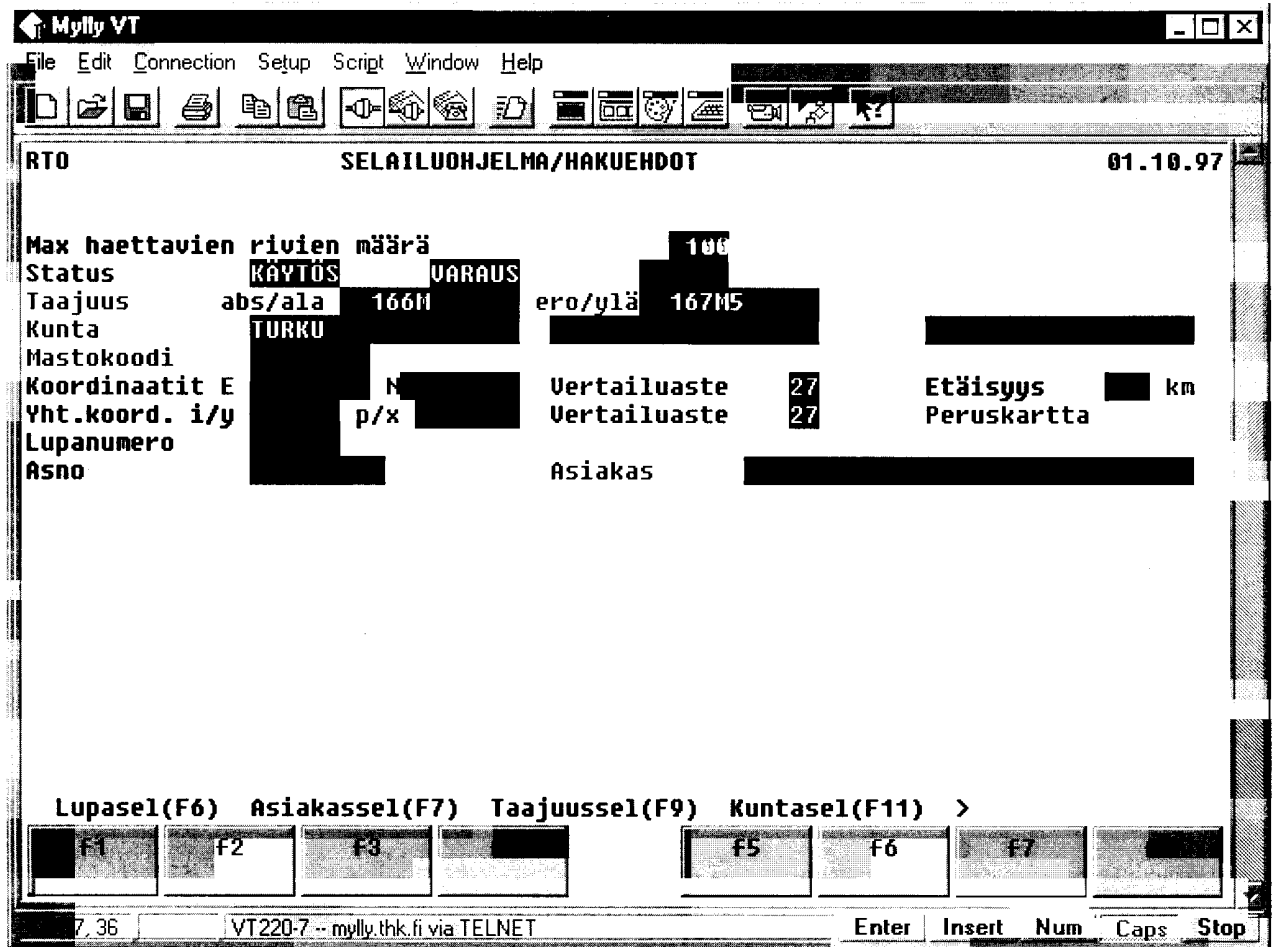 Mylly VT
File Edit Connection Setup Script Window Help
RTO SELAILUOHJELMA/HAKUEHDOT 01.10.97
Max haettavien rivien määrä 100
Status KÄYTÖS VARAUS
Taajuus abs/ala 166M ero/ylä 167M5
Kunta TURKU
Mastokoodi
Koordinaatit E N Vertailuaste 27 Etäisyys km
Yht.koord. i/y p/x Vertailuaste 27 Peruskartta
Lupanumero
Asno Asiakas
Lupasel(F6) Asiakassel(F7) Taajuussel(F9) Kuntasel(F11) >
f1 f2 f3 f5 f6 f7
7, 36 VT220-7 -- mylly.thk.fi via TELNET Enter Insert Num Caps Stop